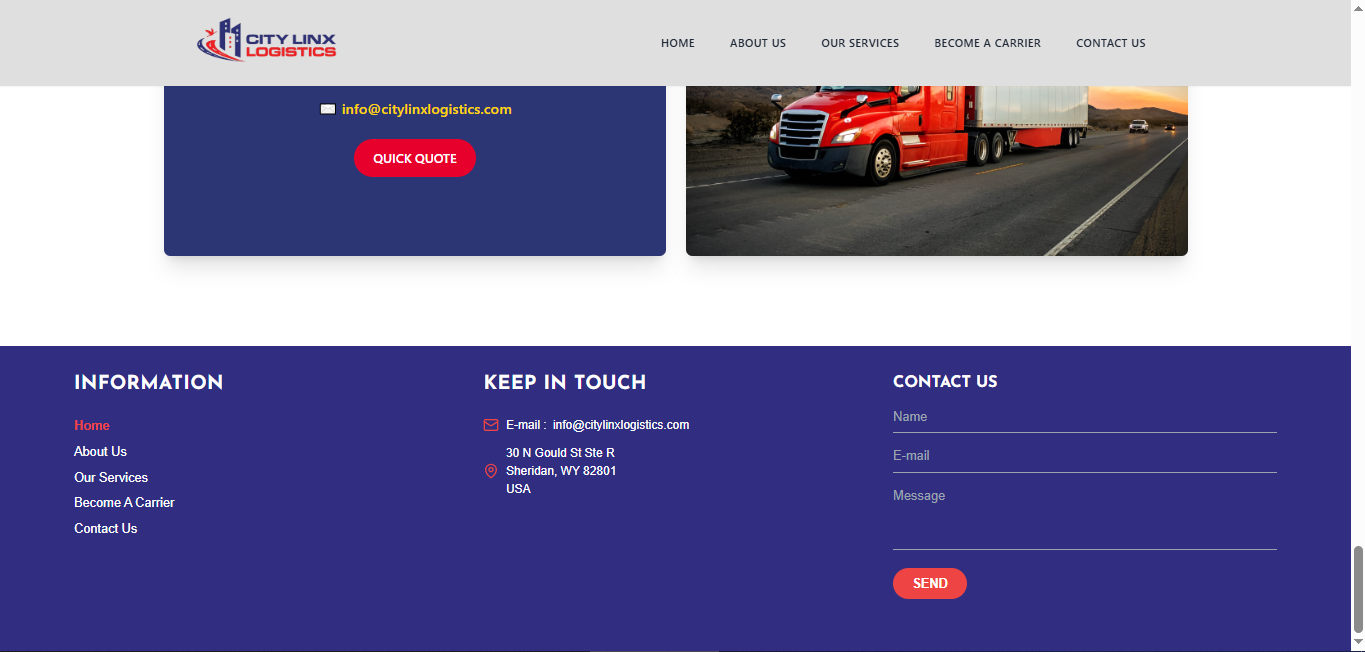 CITY LINX
LOGISTICS
HOME
ABOUT US
OUR SERVICES
BECOME A CARRIER
CONTACT US
info@citylinxlogistics.com
QUICK QUOTE
INFORMATION
Home
About Us
Our Services
Become A Carrier
Contact Us
KEEP IN TOUCH
E-mail : info@citylinxlogistics.com
30 N Gould St Ste R
Sheridan, WY 82801
USA
CONTACT US
Name
E-mail
Message
SEND